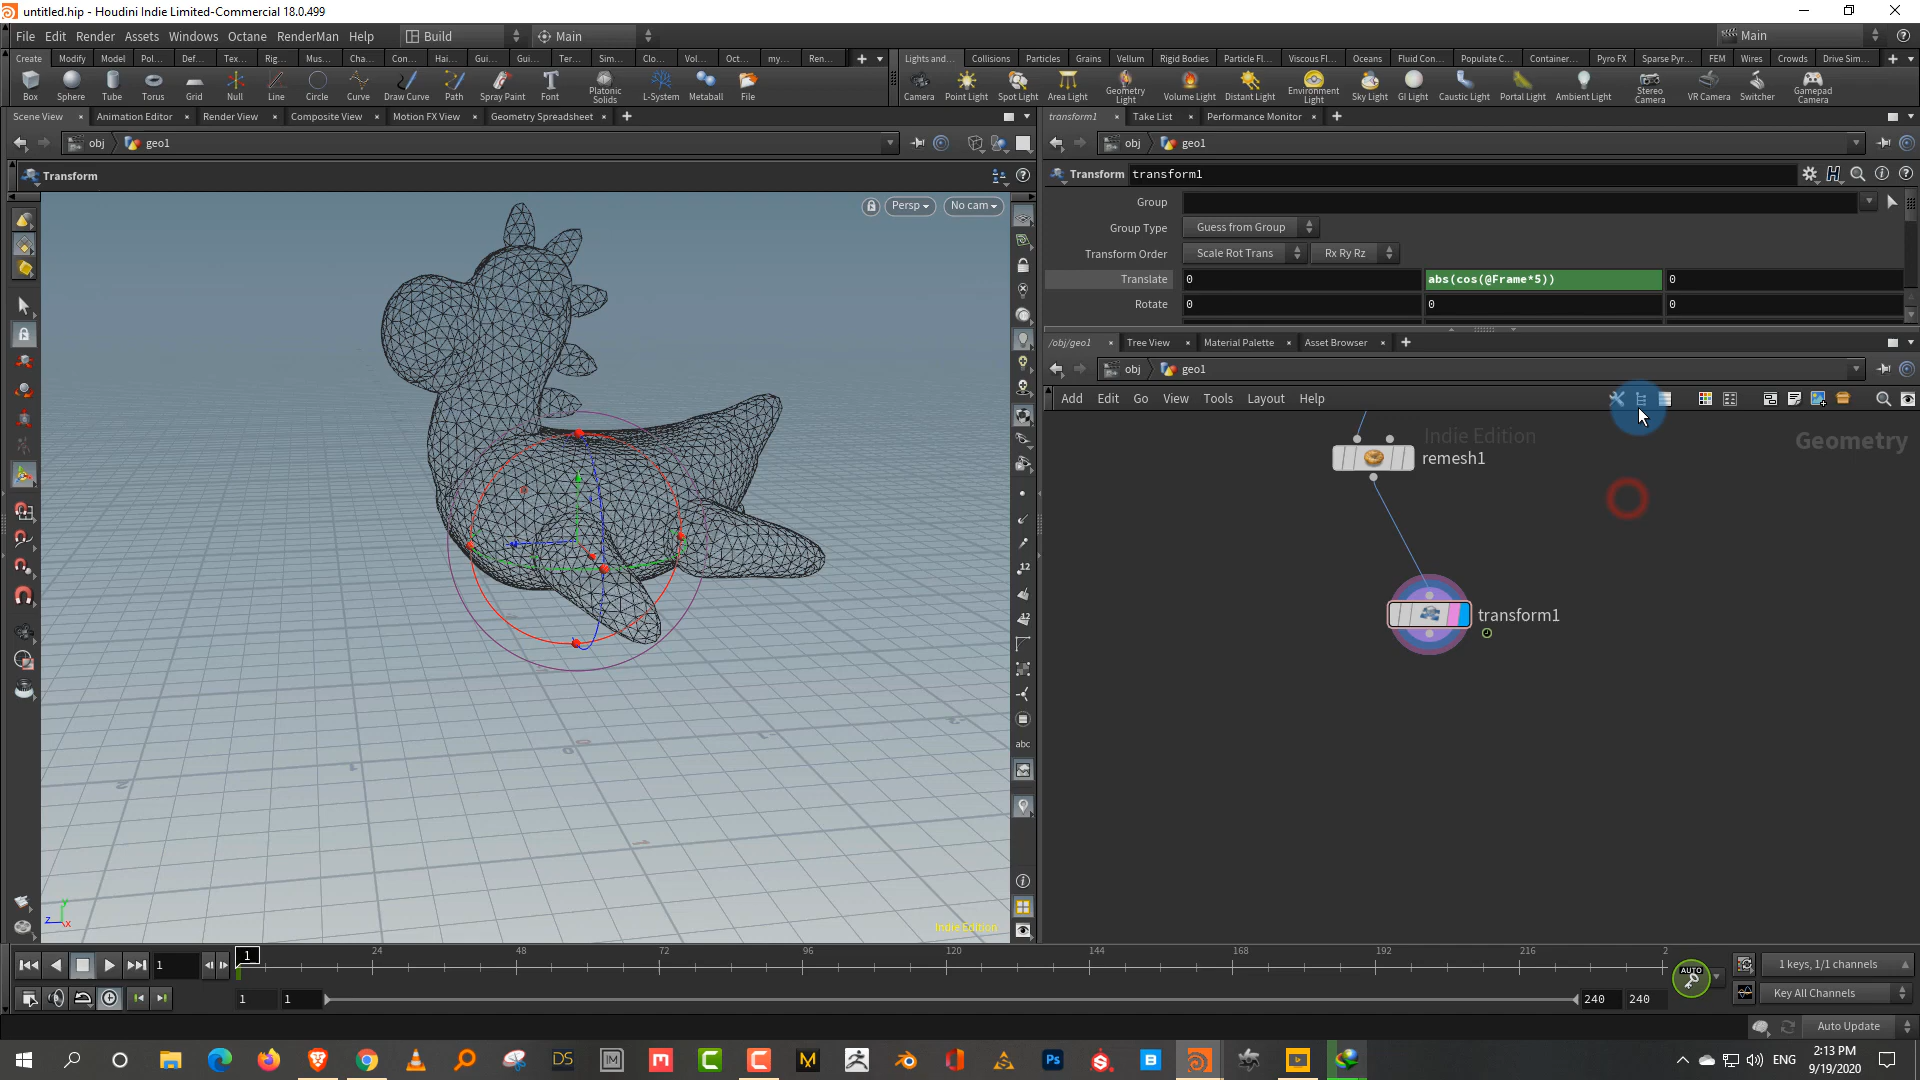 untitled.hip - Houdini Indie Limited-Commercial 18.0.499
File Edit Render Assets Windows Octane RenderMan Help Build Main Main
Create Modify Model Pol... Def... Tex... Rig... Mus... Cha... Con... Hai... Gui... Gui... Ter... Sim... Clo... Vol... Oct... my... Ren...
Lights and... Collisions Particles Grains Vellum Rigid Bodies Particle Fl... Viscous Fl... Oceans Fluid Con... Populate C... Container... Pyro FX Sparse Pyr... FEM Wires Crowds Drive Sim...
Box Sphere Tube Torus Grid Null Line Circle Curve Draw Curve Path Spray Paint Font Platonic Solids L-System Metaball File
Camera Point Light Spot Light Area Light Geometry Light Volume Light Distant Light Environment Light Sky Light GI Light Caustic Light Portal Light Ambient Light Stereo Camera VR Camera Switcher Gamepad Camera
Scene View Animation Editor Render View Composite View Motion FX View Geometry Spreadsheet
transform1 Take List Performance Monitor
obj geo1
obj geo1
Transform
Transform transform1
Persp No cam
Group
Group Type Guess from Group
Transform Order Scale Rot Trans Rx Ry Rz
Translate 0 abs(cos(@Frame*5)) 0
Rotate 0 0 0
/obj/geo1 Tree View Material Palette Asset Browser
obj geo1
Add Edit Go View Tools Layout Help
Indie Edition
Geometry
remesh1
transform1
12
12
abc
Indie Edition
Z Y X
1 24 48 72 96 120 144 168 192 216 2
1
1 1 240 240
AUTO
1 keys, 1/1 channels
Key All Channels
Auto Update
DS
ENG
2:13 PM
9/19/2020